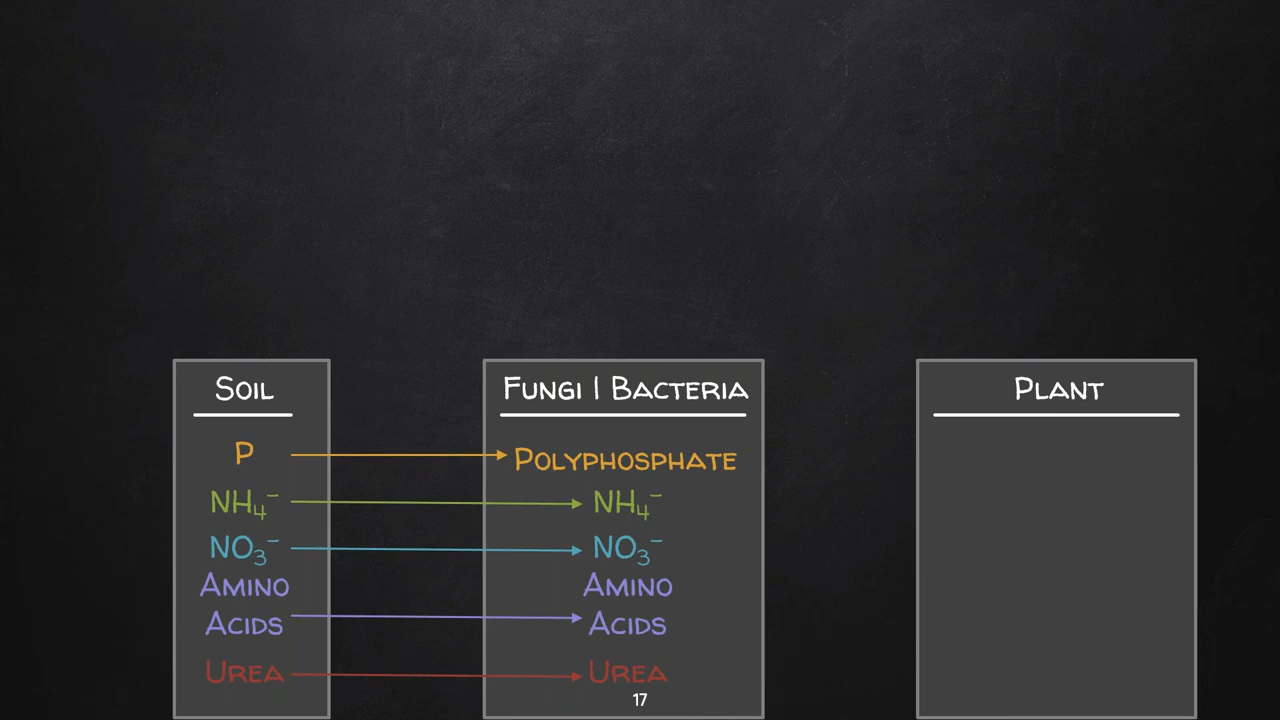 Soil
P
NH₄⁻
NO₃⁻
Amino
Acids
Urea
Fungi | Bacteria
Polyphosphate
NH₄⁻
NO₃⁻
Amino
Acids
Urea
Plant
17